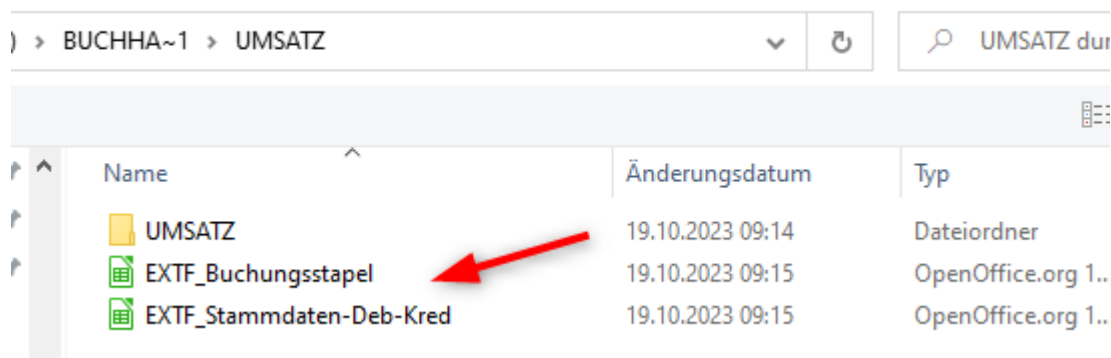 ) > BUCHHA~1 > UMSATZ UMSATZ dur
Name Änderungsdatum Typ
UMSATZ 19.10.2023 09:14 Dateiordner
EXTF_Buchungsstapel 19.10.2023 09:15 OpenOffice.org 1...
EXTF_Stammdaten-Deb-Kred 19.10.2023 09:15 OpenOffice.org 1...